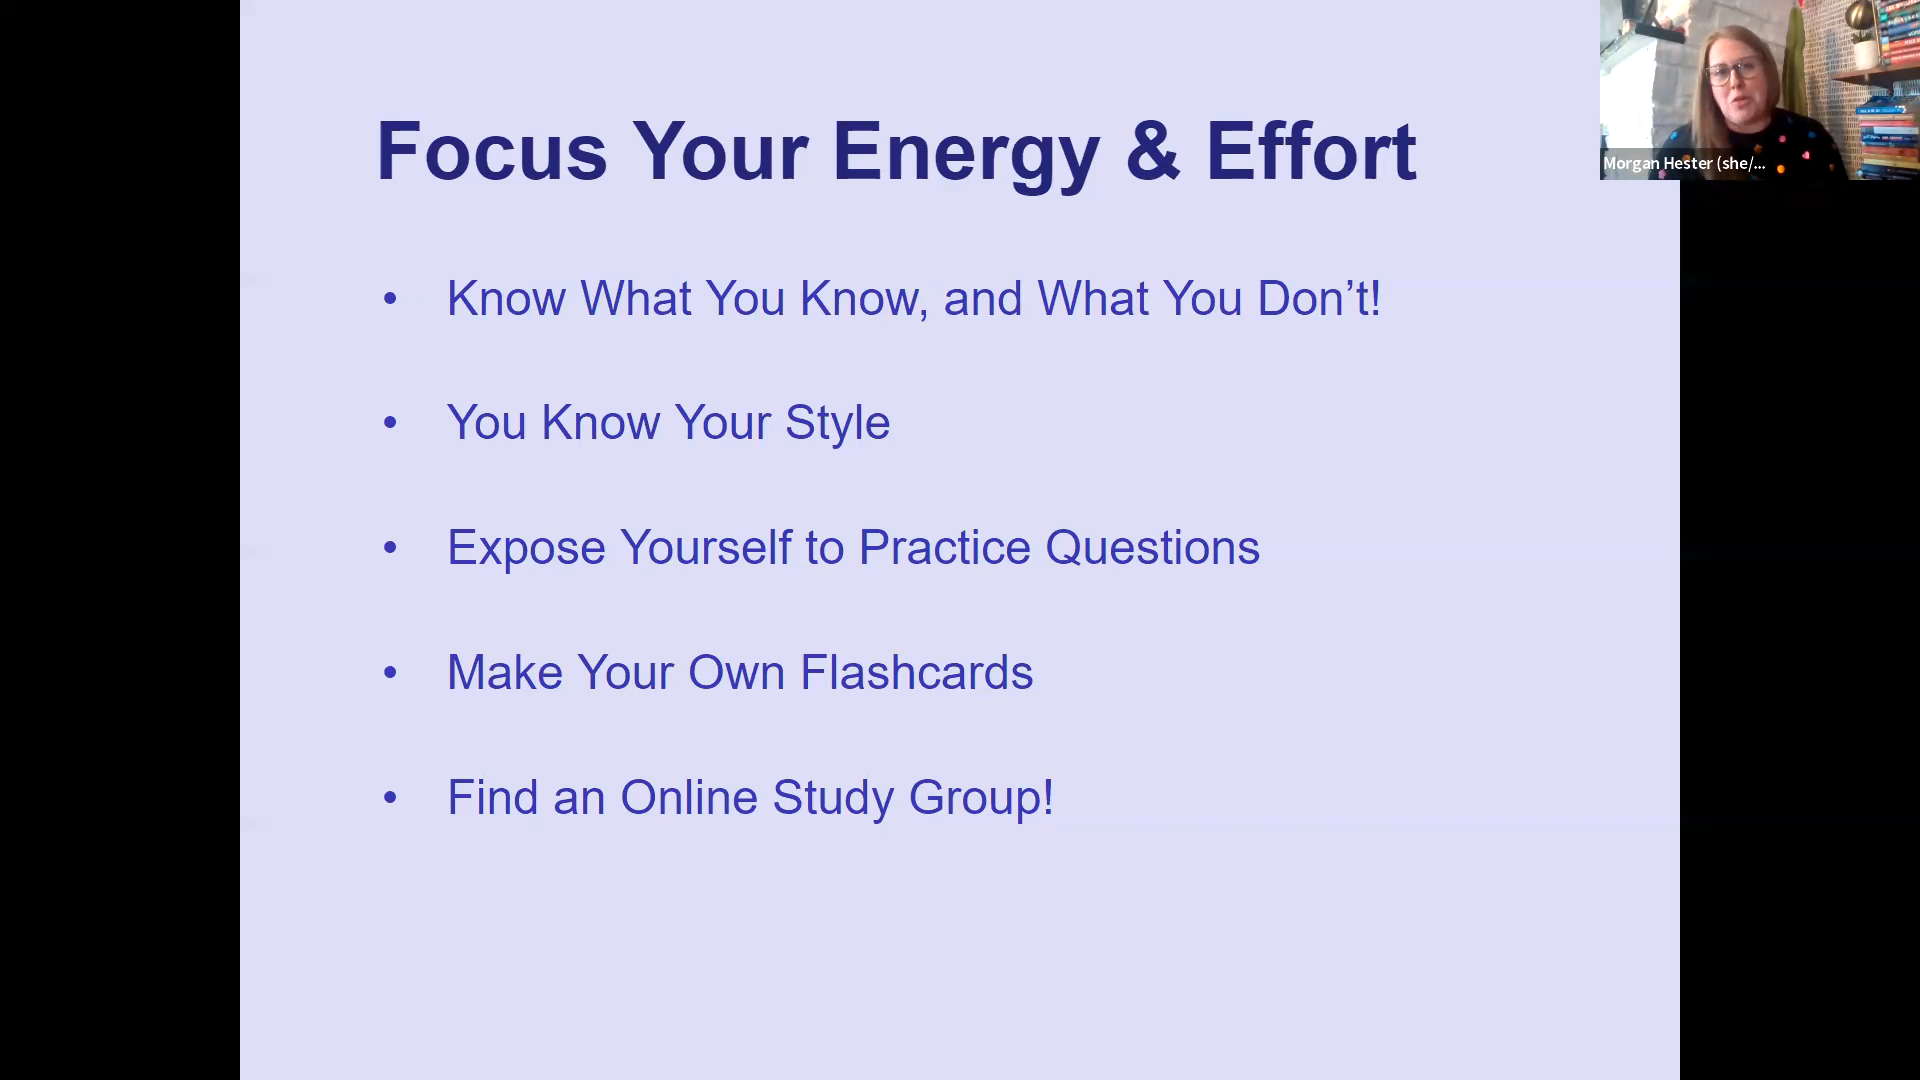 Focus Your Energy & Effort
• Know What You Know, and What You Don’t!
• You Know Your Style
• Expose Yourself to Practice Questions
• Make Your Own Flashcards
• Find an Online Study Group!
Morgan Hester (she/...